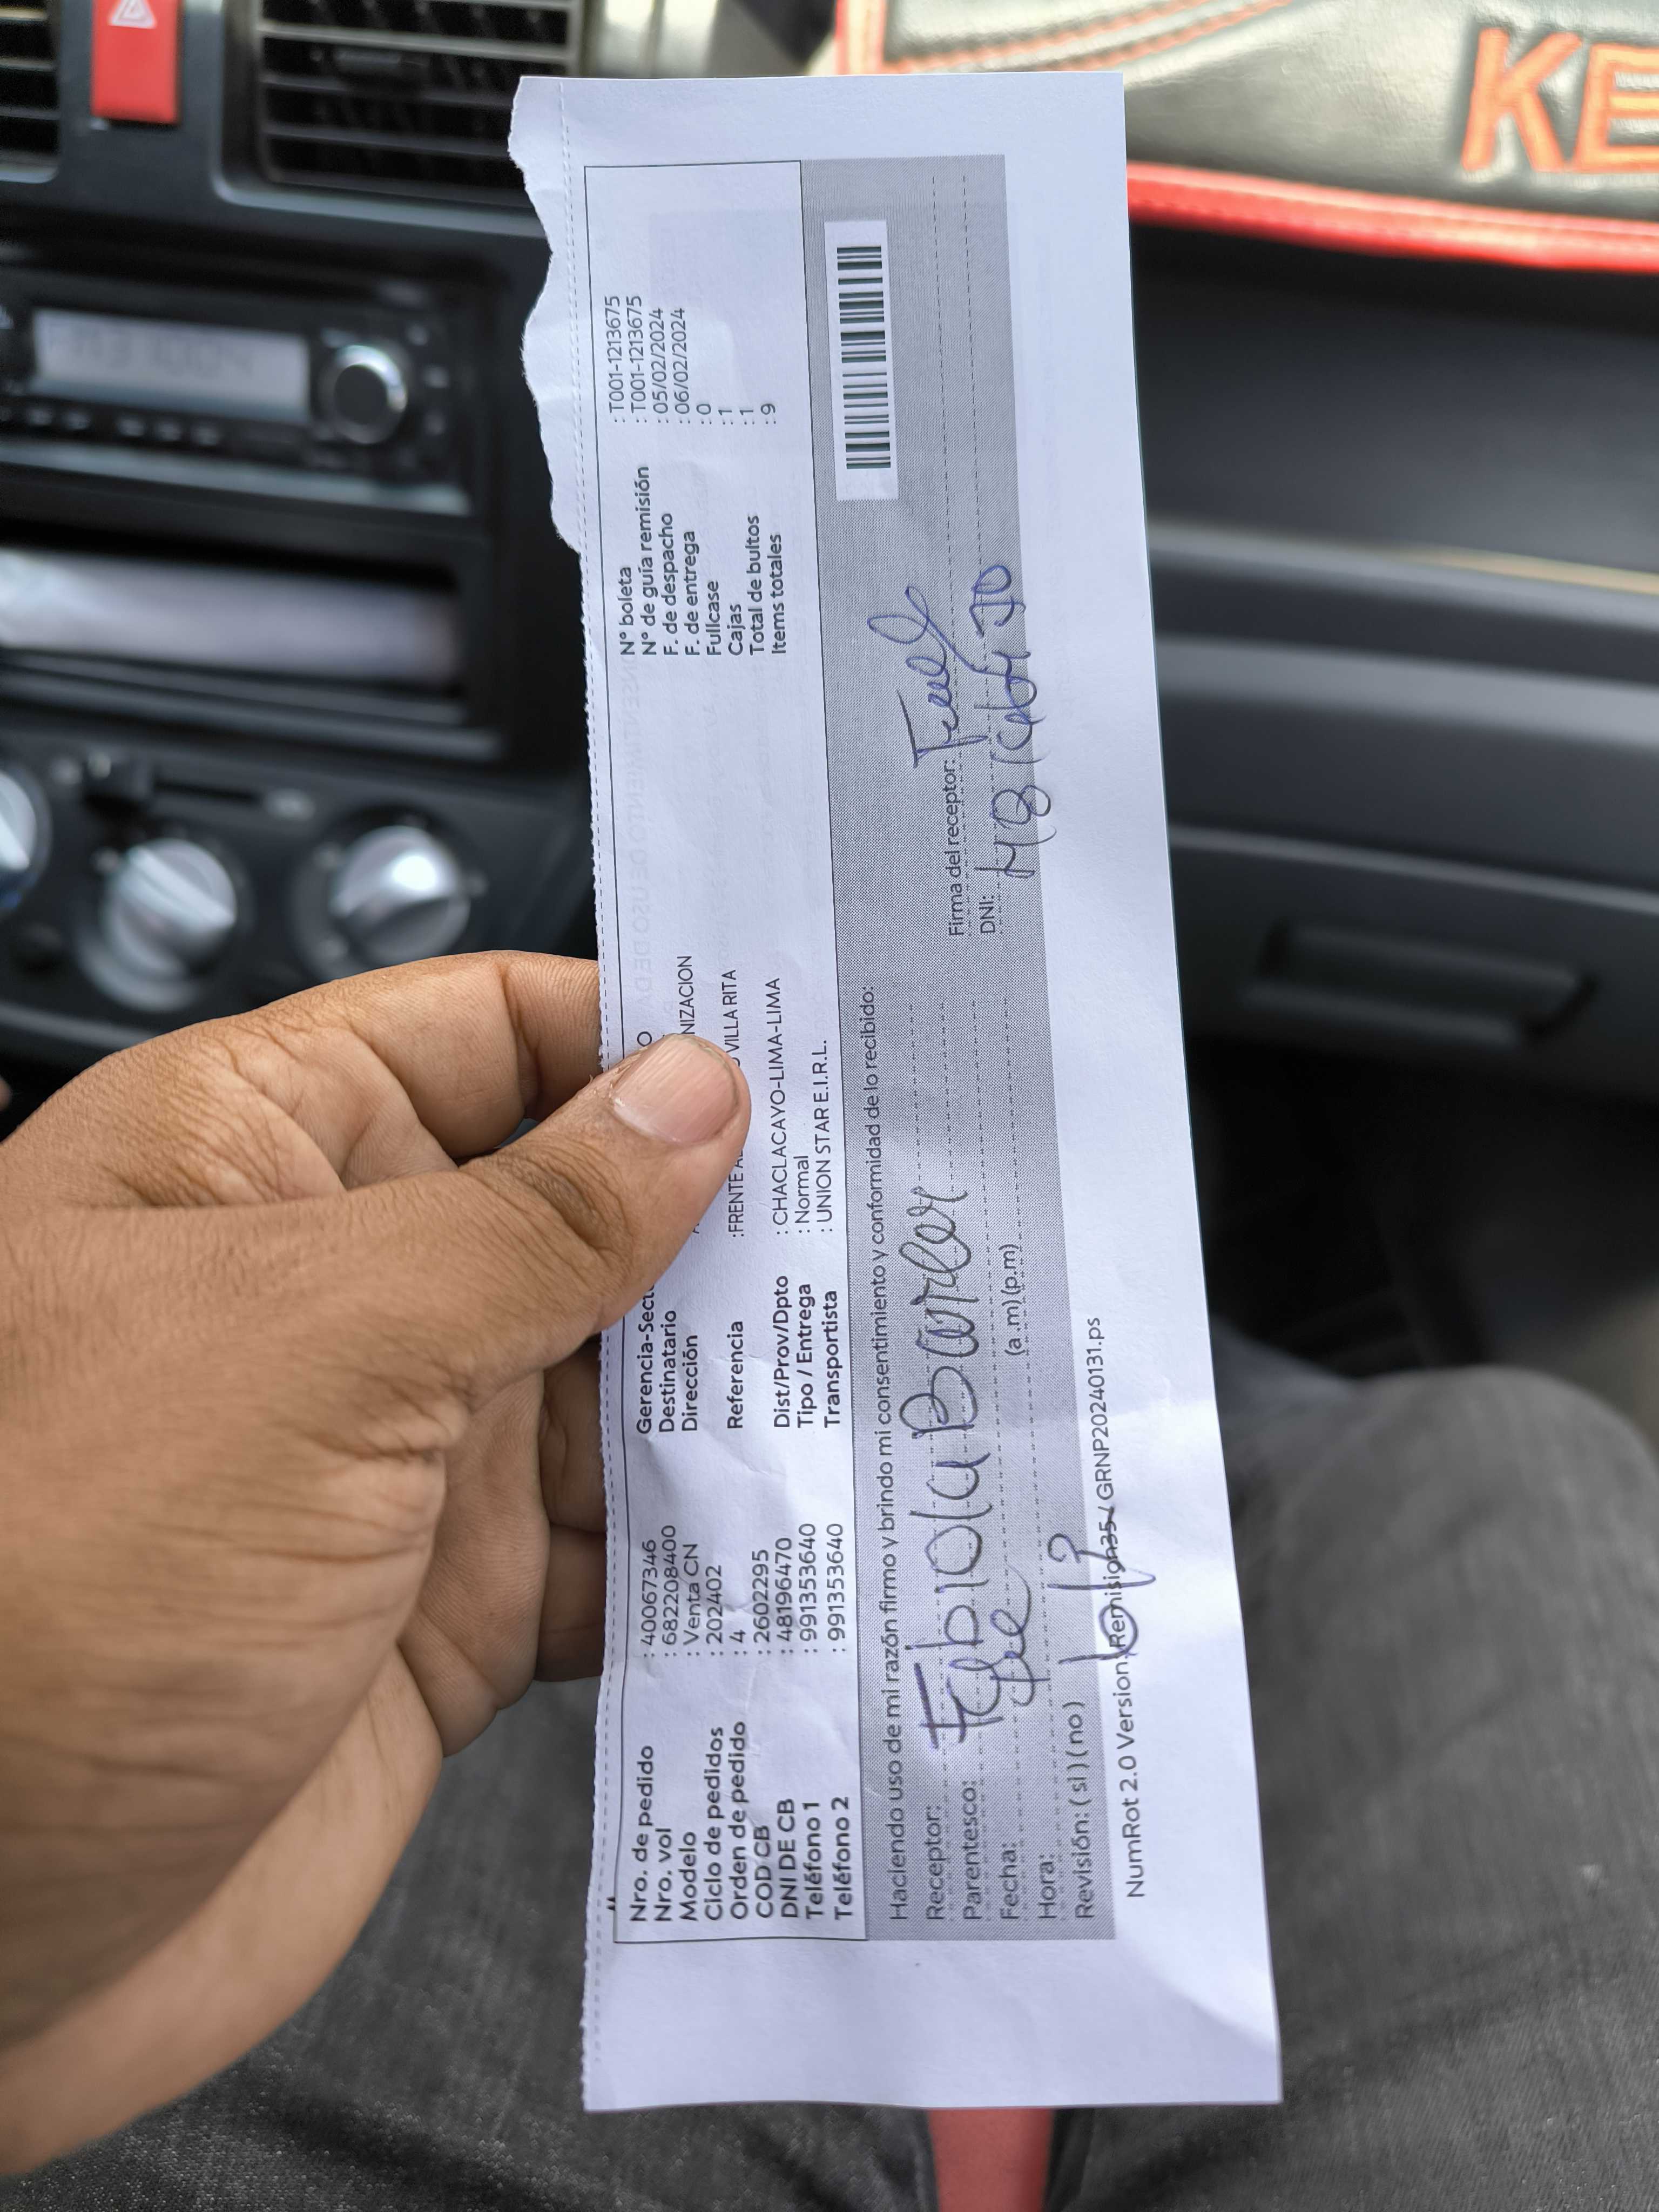 KE
Nro. de pedido : 40067346
Nro. vol : 682208400
Modelo : Venta CN
Ciclo de pedidos : 202402
Orden de pedido : 4
COD CB : 2602295
DNI DE CB : 48196470
Teléfono 1 : 991353640
Teléfono 2 : 991353640
Gerencia-Sect O
Destinatario
Dirección NIZACION
Referencia :FRENTE VILLA RITA
Dist/Prov/Dpto : CHACLACAYO-LIMA-LIMA
Tipo / Entrega : Normal
Transportista : UNION STAR E.I.R.L.
N° boleta : T001-1213675
N° de guía remisión : T001-1213675
F. de despacho : 05/02/2024
F. de entrega : 06/02/2024
Fullcase : 0
Cajas : 1
Total de bultos : 1
Items totales : 9
Haciendo uso de mi razón firmo y brindo mi consentimiento y conformidad de lo recibido:
Receptor: Fabiola
Parentesco:
Fecha:
Hora: (a .m) (p.m)
Revisión: ( si ) ( no )
Firma del receptor:
DNI:
NumRot 2.0 Version: Remision35 / GRNP20240131.ps